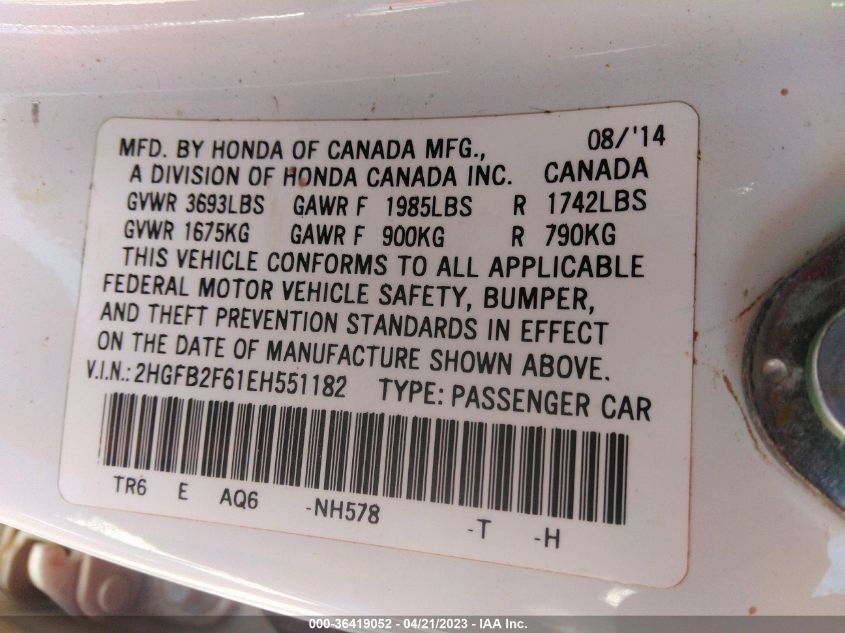 MFD. BY HONDA OF CANADA MFG., 08/'14
A DIVISION OF HONDA CANADA INC. CANADA
GVWR 3693LBS GAWR F 1985LBS R 1742LBS
GVWR 1675KG GAWR F 900KG R 790KG
THIS VEHICLE CONFORMS TO ALL APPLICABLE
FEDERAL MOTOR VEHICLE SAFETY, BUMPER,
AND THEFT PREVENTION STANDARDS IN EFFECT
ON THE DATE OF MANUFACTURE SHOWN ABOVE.
V.I.N.: 2HGFB2F61EH551182 TYPE: PASSENGER CAR
TR6 E AQ6 -NH578 -T -H
000-36419052 - 04/21/2023 - IAA Inc.